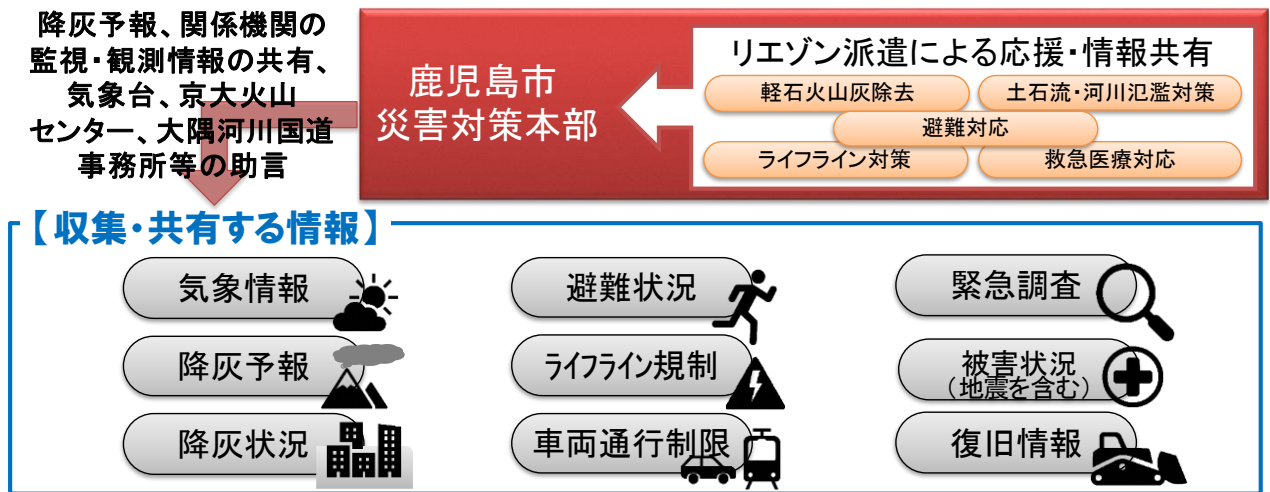 降灰予報、関係機関の
監視・観測情報の共有、
気象台、京大火山
センター、大隅河川国道
事務所等の助言
鹿児島市
災害対策本部
リエゾン派遣による応援・情報共有
軽石火山灰除去
土石流・河川氾濫対策
避難対応
ライフライン対策
救急医療対応
【収集・共有する情報】
気象情報
避難状況
緊急調査
降灰予報
ライフライン規制
被害状況
（地震を含む）
降灰状況
車両通行制限
復旧情報